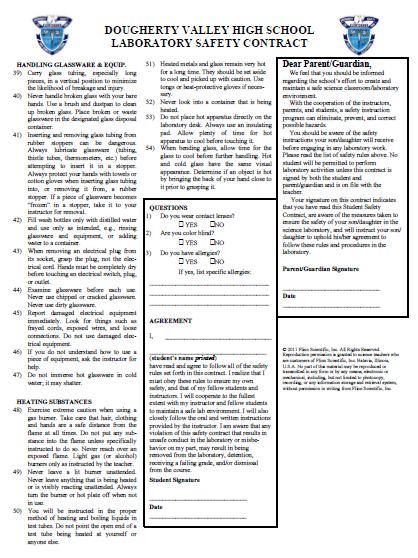 DOUGHERTY VALLEY HIGH SCHOOL
LABORATORY SAFETY CONTRACT
HANDLING GLASSWARE & EQUIP.
39) Carry glass tubing, especially long
pieces, in a vertical position to minimize
the likelihood of breakage and injury.
40) Never handle broken glass with your bare
hands. Use a brush and dustpan to clean
up broken glass. Place broken or waste
glassware in the designated glass disposal
container.
41) Inserting and removing glass tubing from
rubber stoppers can be dangerous.
Always lubricate glassware (tubing,
thistle tubes, thermometers, etc.) before
attempting to insert it in a stopper.
Always protect your hands with towels or
cotton gloves when inserting glass tubing
into, or removing it from, a rubber
stopper. If a piece of glassware becomes
"frozen" in a stopper, take it to your
instructor for removal.
42) Fill wash bottles only with distilled water
and use only as intended, e.g., rinsing
glassware and equipment, or adding
water to a container.
43) When removing an electrical plug from
its socket, grasp the plug, not the elec-
trical cord. Hands must be completely dry
before touching an electrical switch, plug,
or outlet.
44) Examine glassware before each use.
Never use chipped or cracked glassware.
Never use dirty glassware.
45) Report damaged electrical equipment
immediately. Look for things such as
frayed cords, exposed wires, and loose
connections. Do not use damaged elec-
trical equipment.
46) If you do not understand how to use a
piece of equipment, ask the instructor for
help.
47) Do not immerse hot glassware in cold
water; it may shatter.
HEATING SUBSTANCES
48) Exercise extreme caution when using a
gas burner. Take care that hair, clothing
and hands are a safe distance from the
flame at all times. Do not put any sub-
stance into the flame unless specifically
instructed to do so. Never reach over an
exposed flame. Light gas (or alcohol)
burners only as instructed by the teacher.
49) Never leave a lit burner unattended.
Never leave anything that is being heated
or is visibly reacting unattended. Always
turn the burner or hot plate off when not
in use.
50) You will be instructed in the proper
method of heating and boiling liquids in
test tubes. Do not point the open end of a
test tube being heated at yourself or
anyone else.
51) Heated metals and glass remain very hot
for a long time. They should be set aside
to cool and picked up with caution. Use
tongs or heat-protective gloves if neces-
sary.
52) Never look into a container that is being
heated.
53) Do not place hot apparatus directly on the
laboratory desk. Always use an insulating
pad. Allow plenty of time for hot
apparatus to cool before touching it.
54) When bending glass, allow time for the
glass to cool before further handling. Hot
and cold glass have the same visual
appearance. Determine if an object is hot
by bringing the back of your hand close to
it prior to grasping it.
QUESTIONS
1) Do you wear contact lenses?
☐ YES ☐NO
2) Are you color blind?
☐ YES ☐NO
3) Do you have allergies?
☐ YES ☐NO
If yes, list specific allergies:
AGREEMENT
I,
(student's name printed)
have read and agree to follow all of the safety
rules set forth in this contract. I realize that I
must obey these rules to ensure my own
safety, and that of my fellow students and
instructors. I will cooperate to the fullest
extent with my instructor and fellow students
to maintain a safe lab environment. I will also
closely follow the oral and written instructions
provided by the instructor. I am aware that any
violation of this safety contract that results in
unsafe conduct in the laboratory or misbe-
havior on my part, may result in being
removed from the laboratory, detention,
receiving a failing grade, and/or dismissal
from the course.
Student Signature
Date
Dear Parent/Guardian,
We feel that you should be informed
regarding the school's effort to create and
maintain a safe science classroom/laboratory
environment.
With the cooperation of the instructors,
parents, and students, a safety instruction
program can eliminate, prevent, and correct
possible hazards.
You should be aware of the safety
instructions your son/daughter will receive
before engaging in any laboratory work.
Please read the list of safety rules above. No
student will be permitted to perform
laboratory activities unless this contract is
signed by both the student and
parent/guardian and is on file with the
teacher.
Your signature on this contract indicates
that you have read this Student Safety
Contract, are aware of the measures taken to
ensure the safety of your son/daughter in the
science laboratory, and will instruct your son/
daughter to uphold his/her agreement to
follow these rules and procedures in the
laboratory.
Parent/Guardian Signature
Date
© 2011 Flinn Scientific, Inc. All Rights Reserved.
Reproduction permission is granted to science teachers who
are customers of Flinn Scientific, Inc. Batavia, Illinois,
U.S.A. No part of this material may be reproduced or
transmitted in any form or by any means, electronic or
mechanical, including, but not limited to photocopy,
recording, or any information storage and retrieval system,
without permission in writing from Flinn Scientific, Inc.